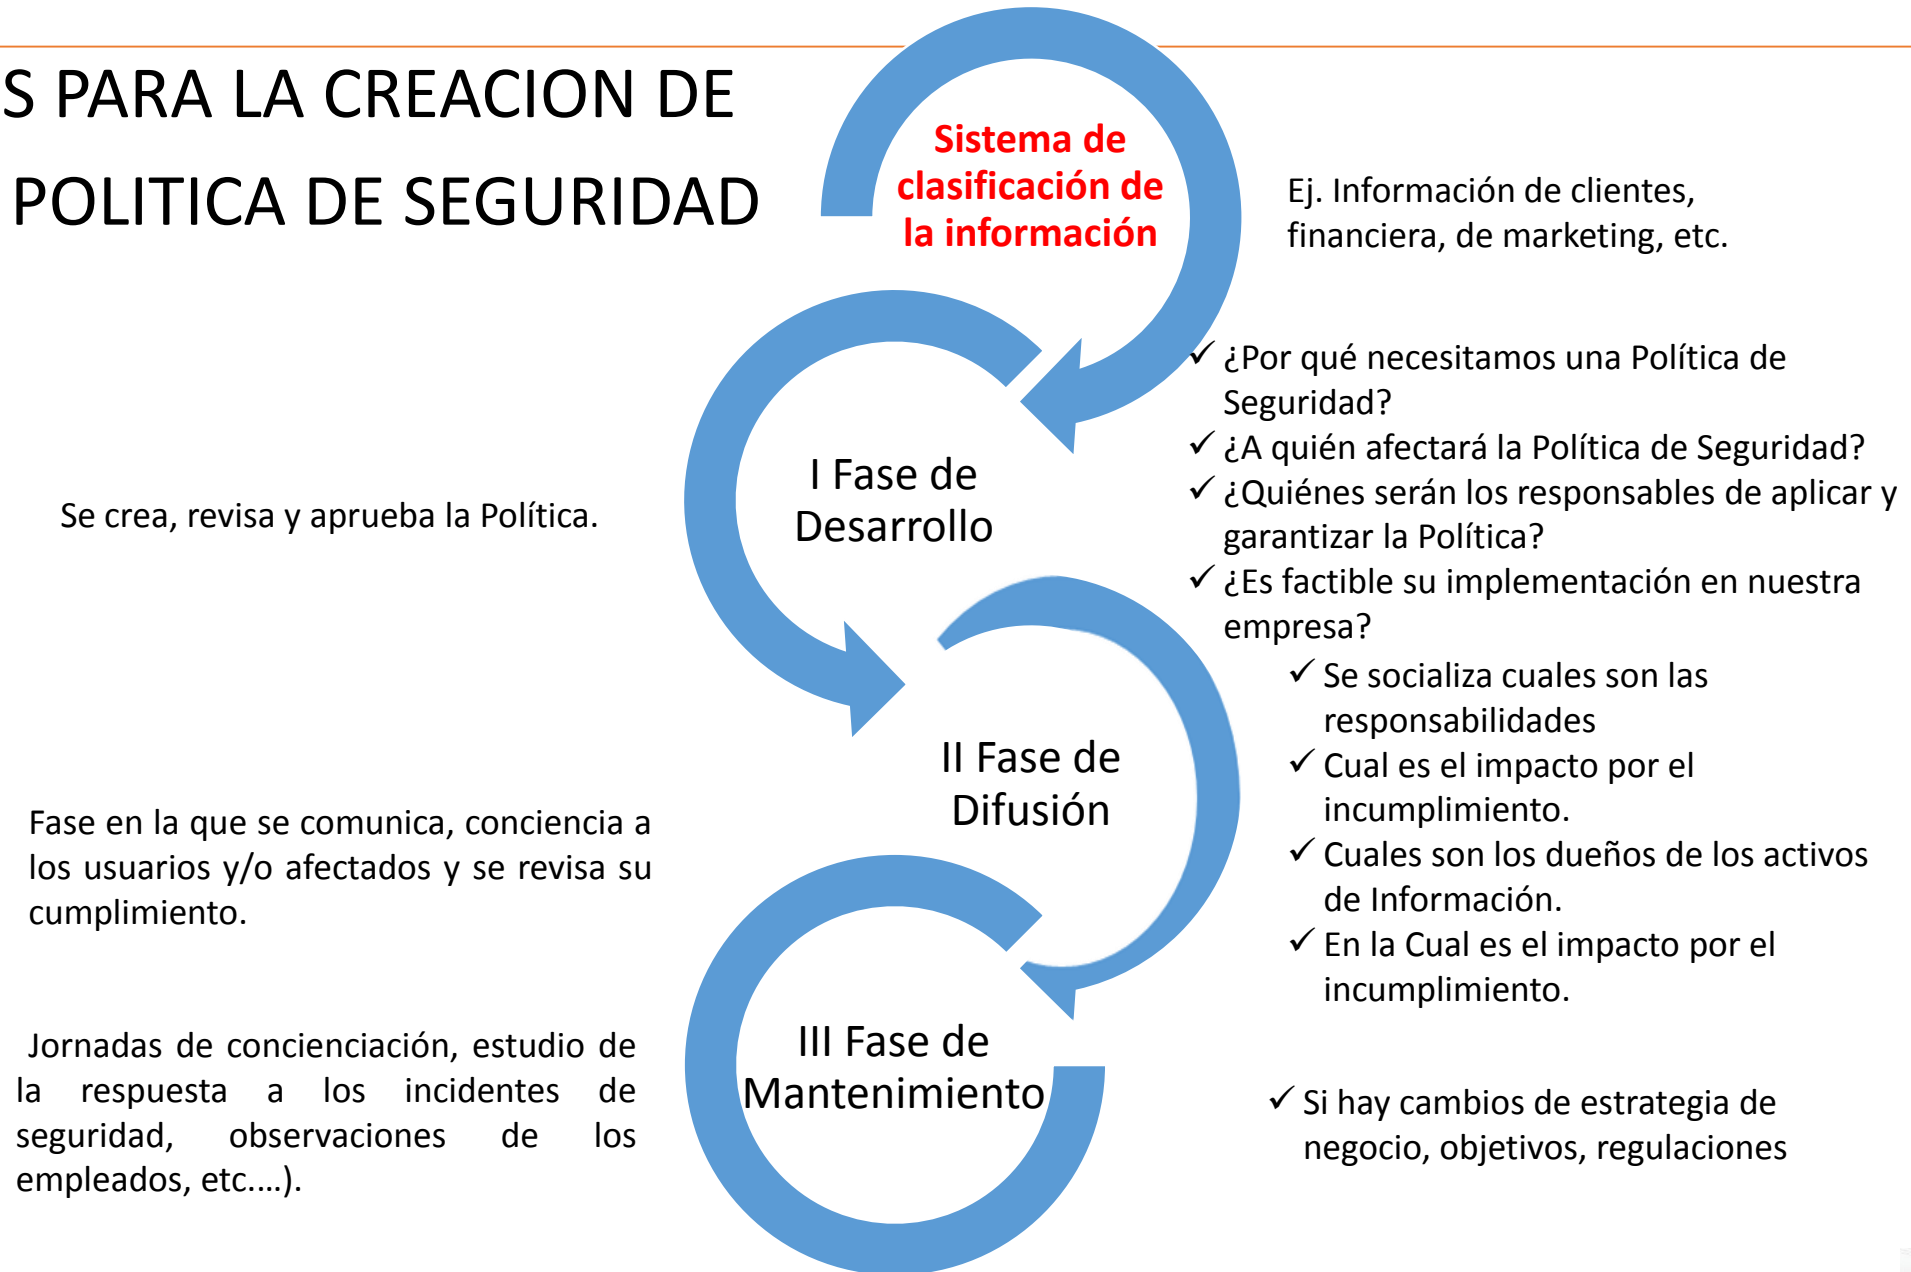 S PARA LA CREACION DE
POLITICA DE SEGURIDAD
Sistema de
clasificación de
la información
Ej. Información de clientes,
financiera, de marketing, etc.
I Fase de
Desarrollo
Se crea, revisa y aprueba la Política.
✓ ¿Por qué necesitamos una Política de
Seguridad?
✓ ¿A quién afectará la Política de Seguridad?
✓ ¿Quiénes serán los responsables de aplicar y
garantizar la Política?
✓ ¿Es factible su implementación en nuestra
empresa?
II Fase de
Difusión
Fase en la que se comunica, conciencia a
los usuarios y/o afectados y se revisa su
cumplimiento.
✓ Se socializa cuales son las
responsabilidades
✓ Cual es el impacto por el
incumplimiento.
✓ Cuales son los dueños de los activos
de Información.
✓ En la Cual es el impacto por el
incumplimiento.
III Fase de
Mantenimiento
Jornadas de concienciación, estudio de
la respuesta a los incidentes de
seguridad, observaciones de los
empleados, etc.…).
✓ Si hay cambios de estrategia de
negocio, objetivos, regulaciones